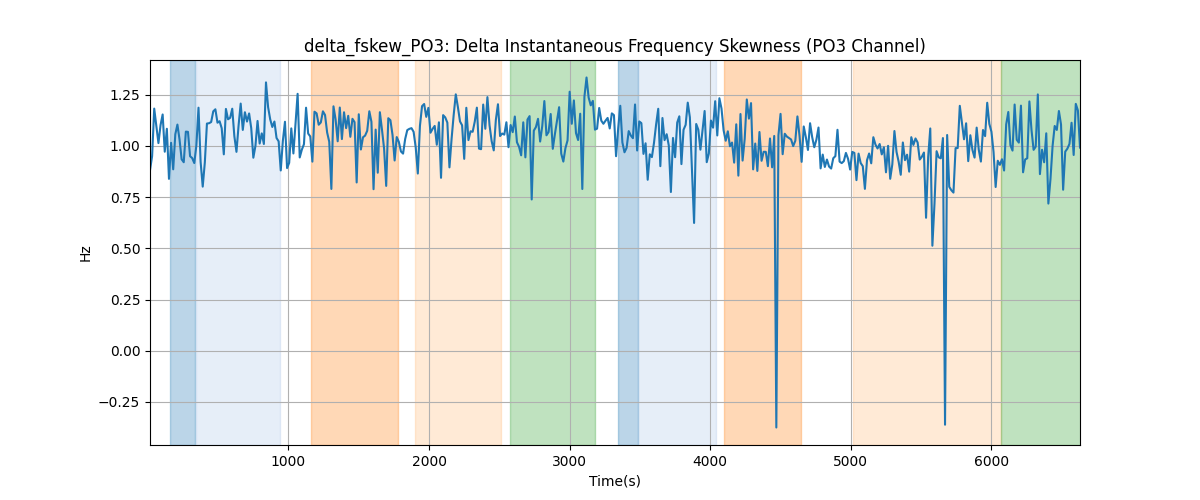 delta_fskew_PO3: Delta Instantaneous Frequency Skewness (PO3 Channel)
Hz
1.25
1.00
0.75
0.50
0.25
0.00
−0.25
1000 2000 3000 4000 5000 6000
Time(s)